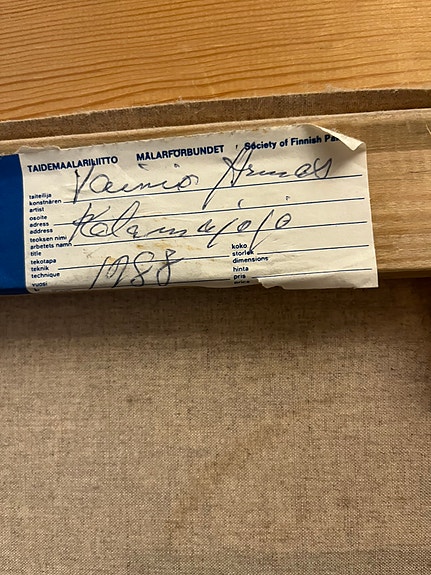 TAIDEMAALARILIITTO MÅLARFÖRBUNDET Society of Finnish
Vainio Armas
taiteilija
konstnären
artist
osoite
adress
address
Kalamajoja
teoksen nimi
arbetets namn
title
tekotapa
teknik
technique
1988
vuosi
koko
storlek
dimensions
hinta
pris